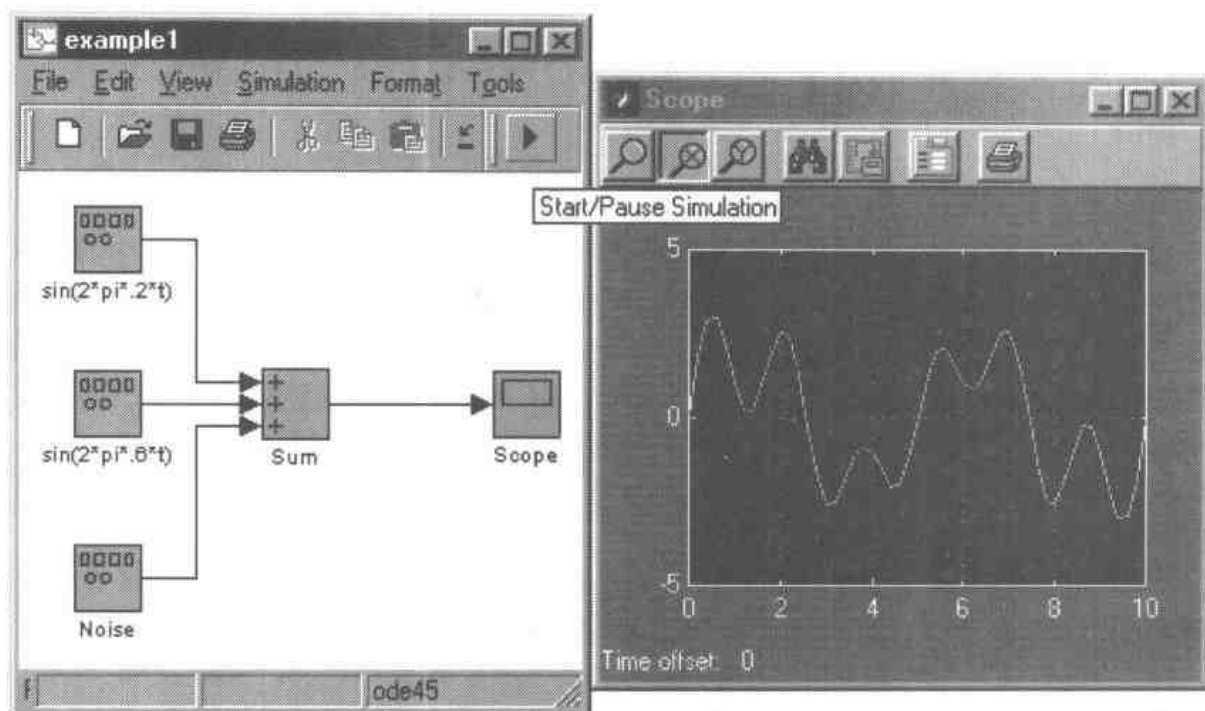 example1
File Edit View Simulation Format Tools
Start/Pause Simulation
sin(2*pi*.2*t)
sin(2*pi*.6*t)
Sum
Scope
Noise
ode45
Scope
5
0
-5
0 2 4 6 8 10
Time offset: 0